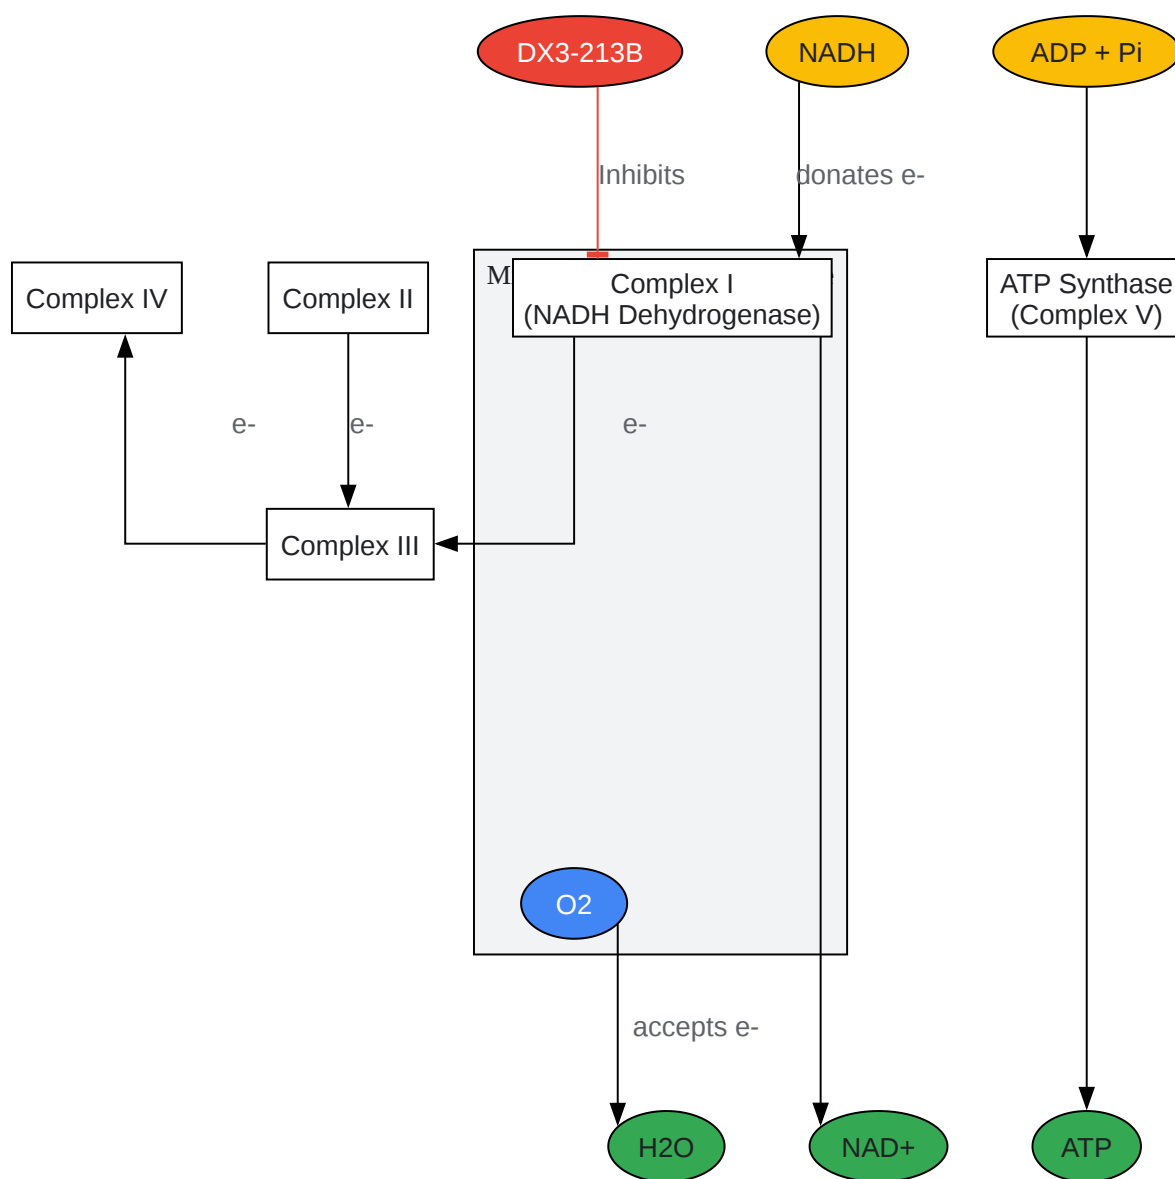 DX3-213B
NADH
ADP + Pi
Inhibits
donates e-
Complex IV
Complex II
Complex I
(NADH Dehydrogenase)
ATP Synthase
(Complex V)
e-
e-
e-
Complex III
O2
accepts e-
H2O
NAD+
ATP